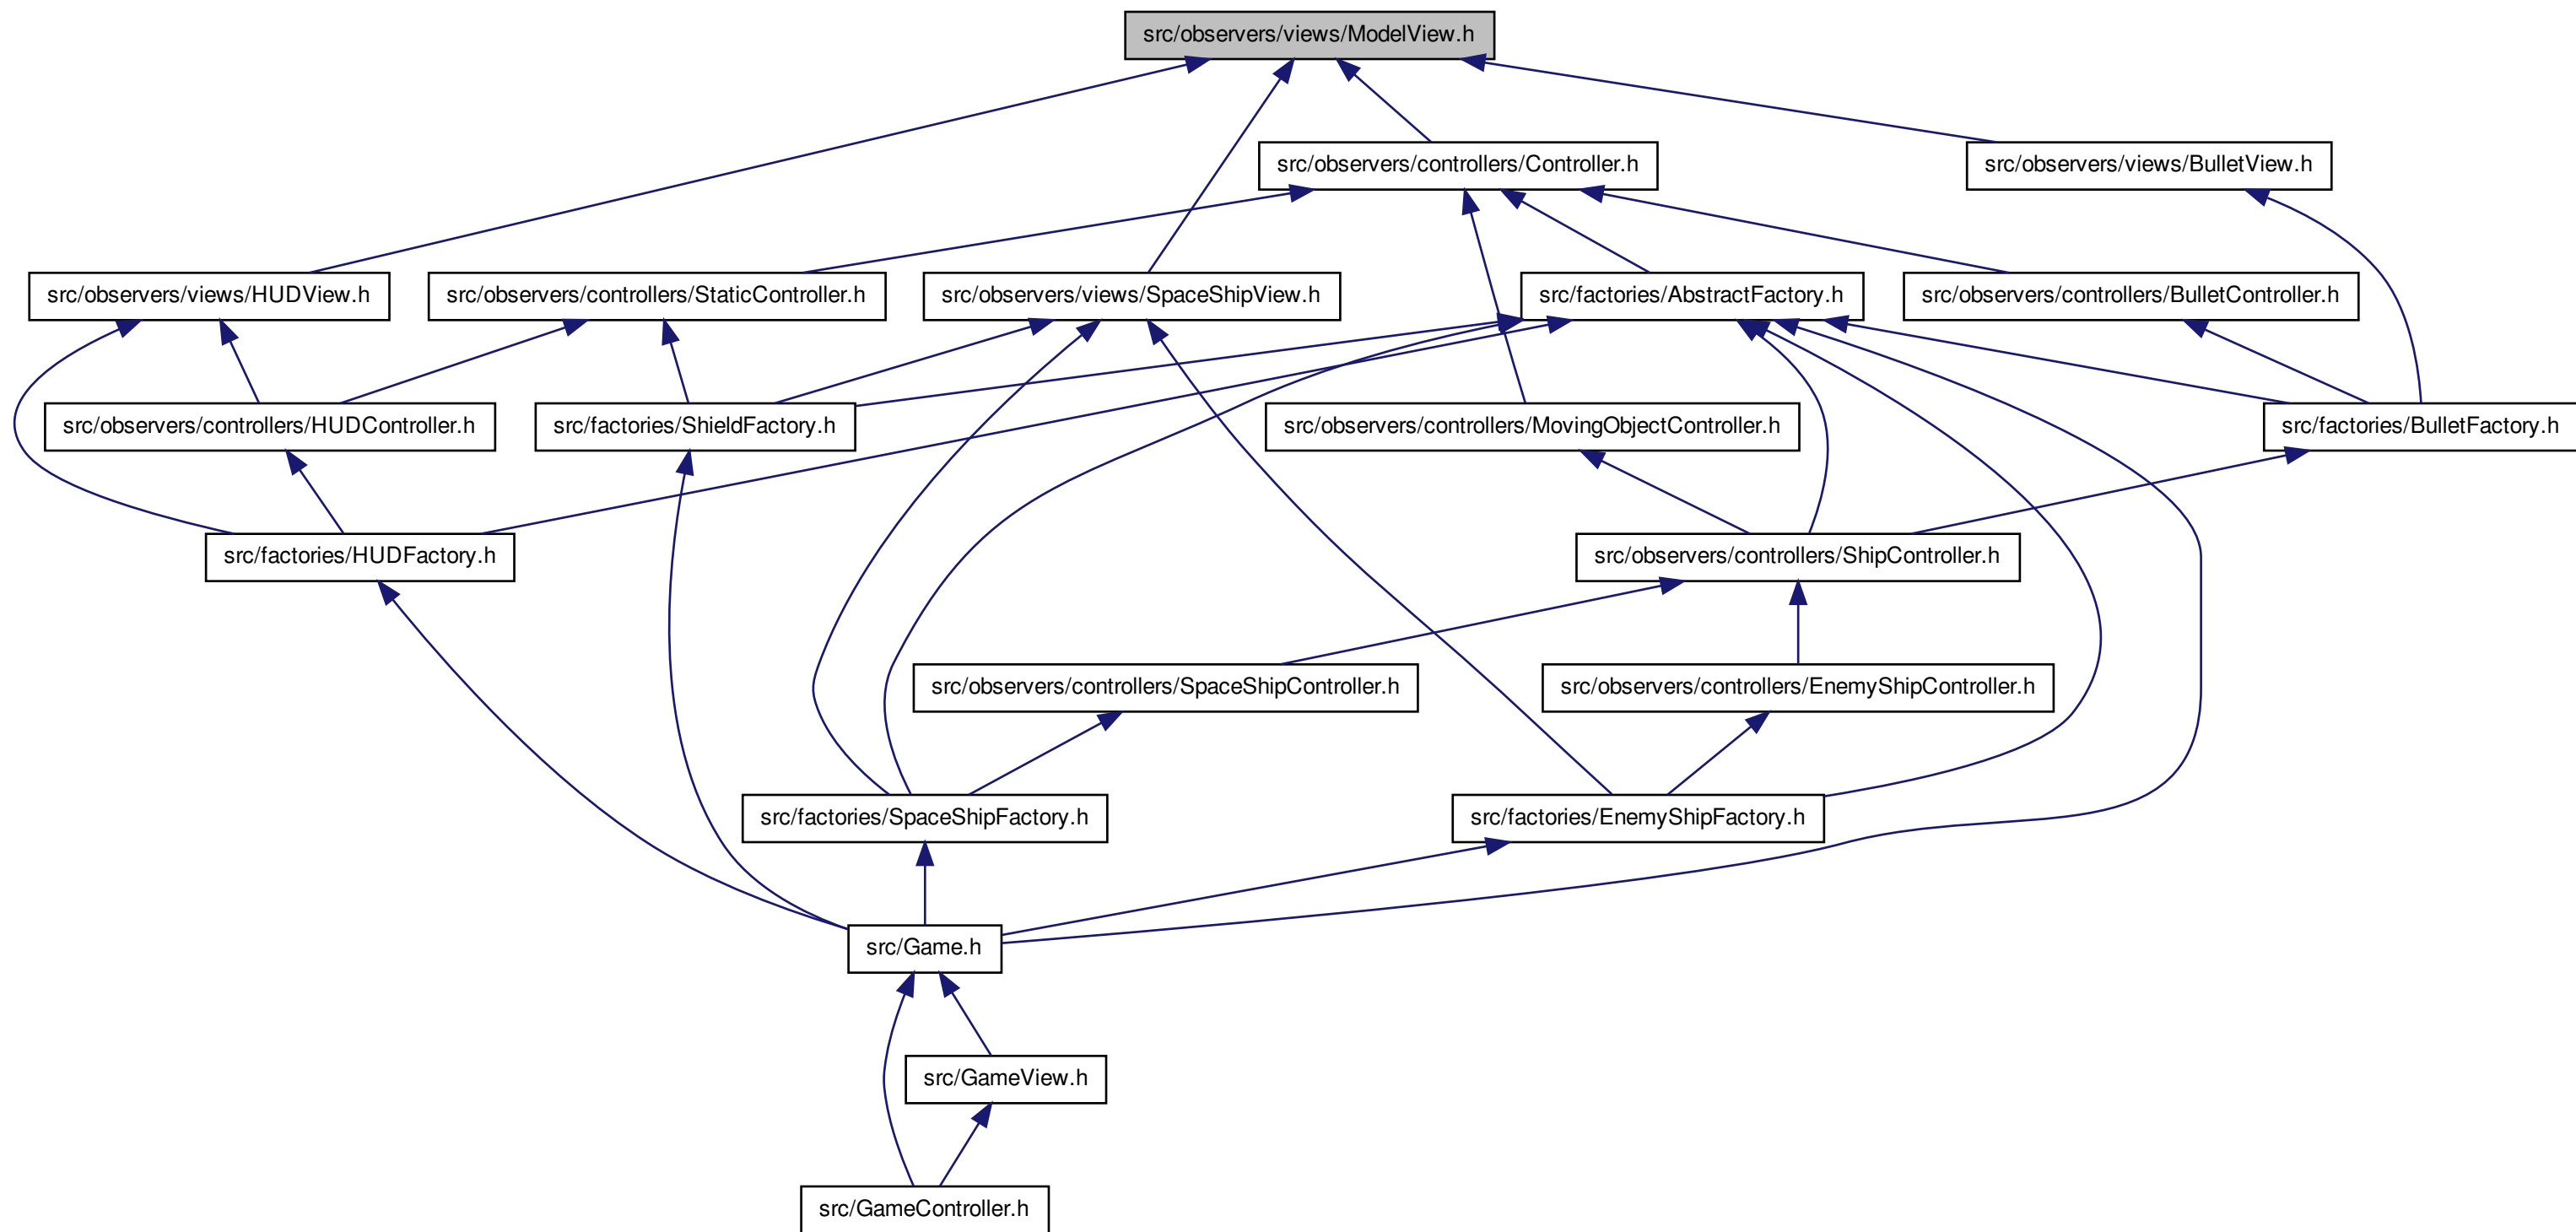 src/observers/views/ModelView.h
src/observers/controllers/Controller.h
src/observers/views/BulletView.h
src/observers/views/HUDView.h
src/observers/controllers/StaticController.h
src/observers/views/SpaceShipView.h
src/factories/AbstractFactory.h
src/observers/controllers/BulletController.h
src/observers/controllers/HUDController.h
src/factories/ShieldFactory.h
src/observers/controllers/MovingObjectController.h
src/factories/BulletFactory.h
src/factories/HUDFactory.h
src/observers/controllers/ShipController.h
src/observers/controllers/SpaceShipController.h
src/observers/controllers/EnemyShipController.h
src/factories/SpaceShipFactory.h
src/factories/EnemyShipFactory.h
src/Game.h
src/GameView.h
src/GameController.h